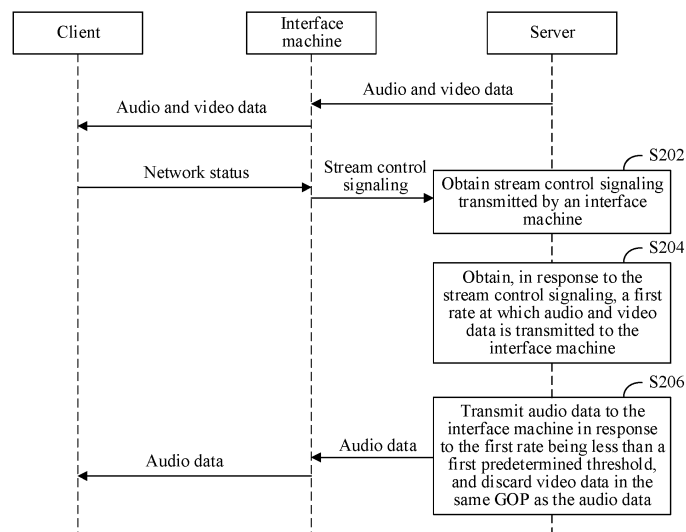 Client
Interface
machine
Server
Audio and video data
Audio and video data
Network status
Stream control
signaling
S202
Obtain stream control signaling
transmitted by an interface
machine
S204
Obtain, in response to the
stream control signaling, a first
rate at which audio and video
data is transmitted to the
interface machine
S206
Transmit audio data to the
interface machine in response
to the first rate being less than a
first predetermined threshold,
and discard video data in the
same GOP as the audio data
Audio data
Audio data